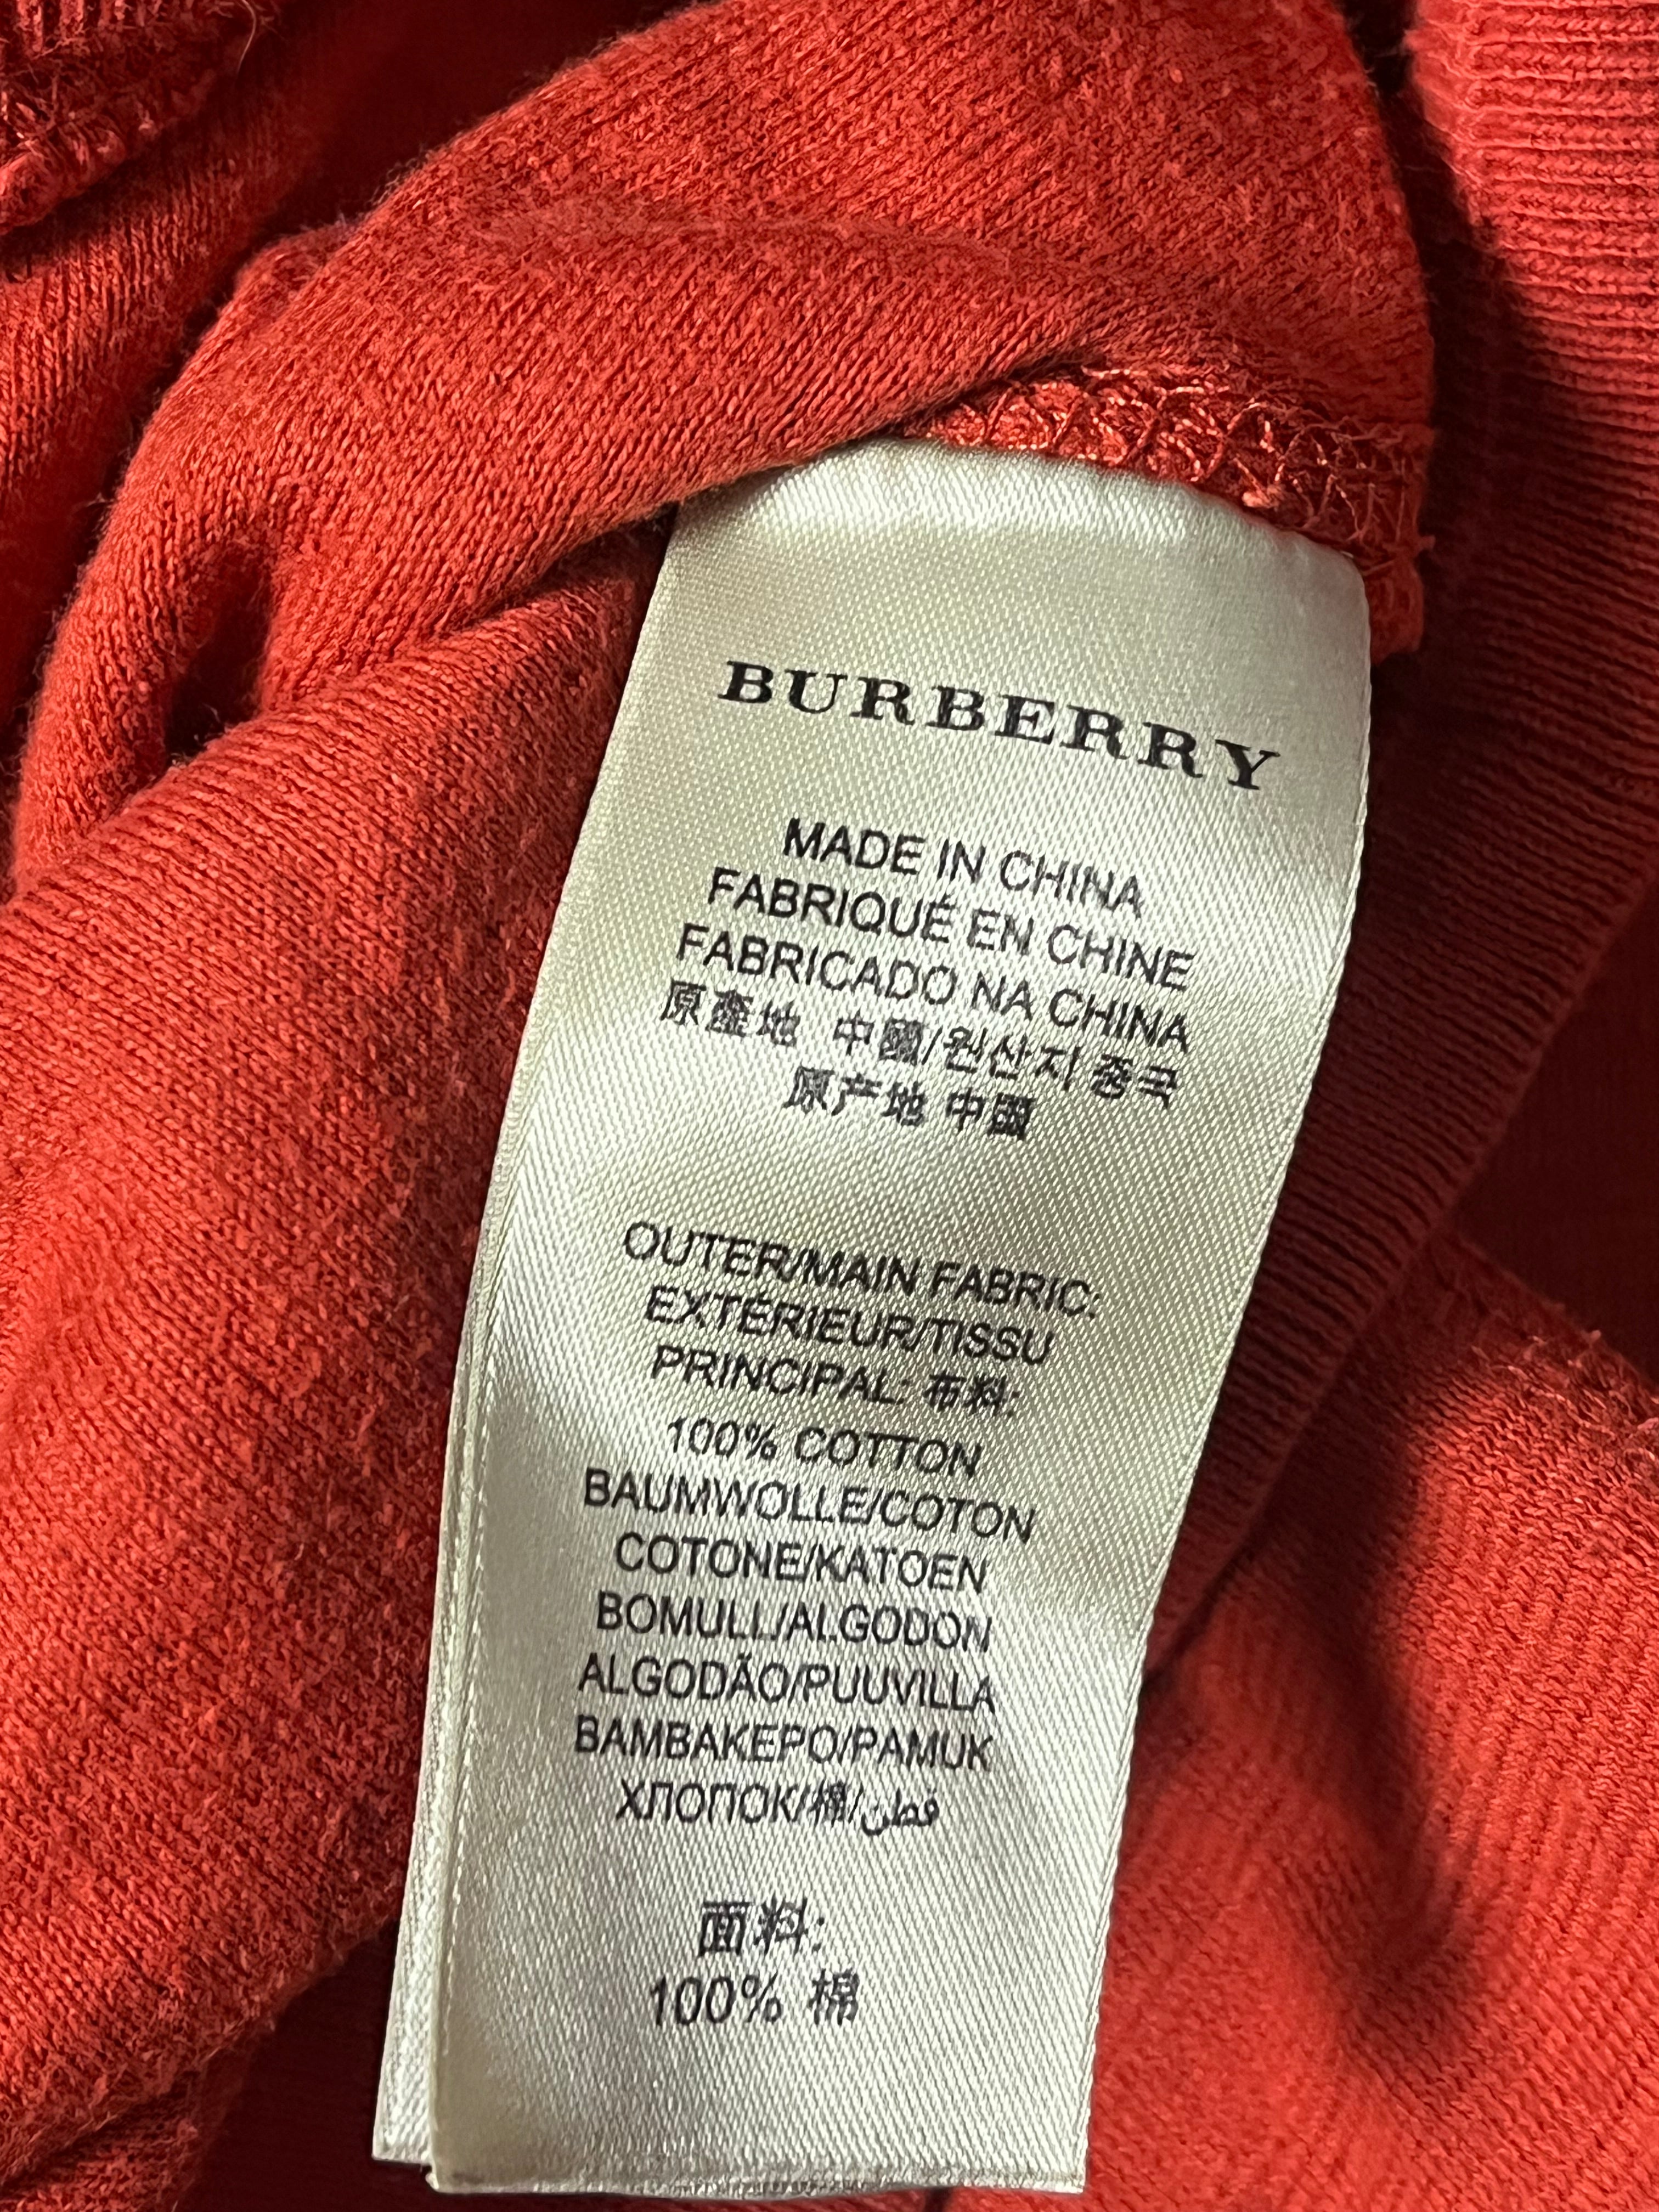 BURBERRY
MADE IN CHINA
FABRIQUÉ EN CHINE
FABRICADO NA CHINA
原產地 中國/원산지 중국
原产地 中國
OUTER/MAIN FABRIC:
EXTÉRIEUR/TISSU
PRINCIPAL: 布料:
100% COTTON
BAUMWOLLE/COTON
COTONE/KATOEN
BOMULL/ALGODON
ALGODÃO/PUUVILLA
BAMBAKEPO/PAMUK
ХЛОПОК/棉/قطن
面料:
100% 棉